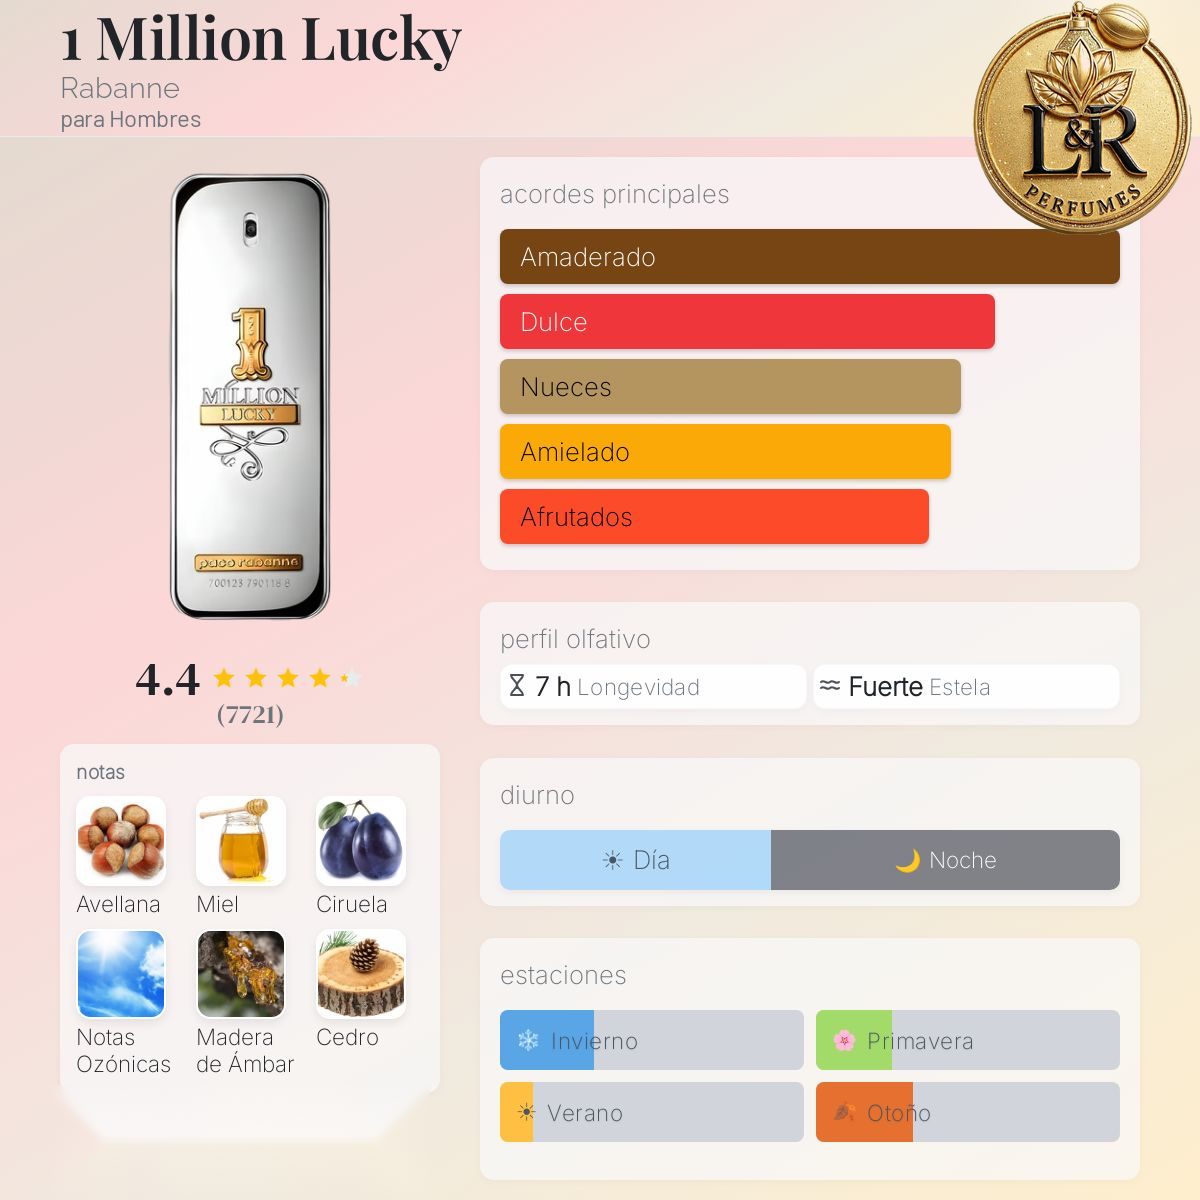 1 Million Lucky
Rabanne
para Hombres
L&R
PERFUMES
1
MILLION
LUCKY
paco rabanne
700123 790118 8
4.4
(7721)
notas
Avellana
Miel
Ciruela
Notas
Ozónicas
Madera
de Ámbar
Cedro
acordes principales
Amaderado
Dulce
Nueces
Amielado
Afrutados
perfil olfativo
7 h Longevidad
Fuerte Estela
diurno
Día
Noche
estaciones
Invierno
Primavera
Verano
Otoño